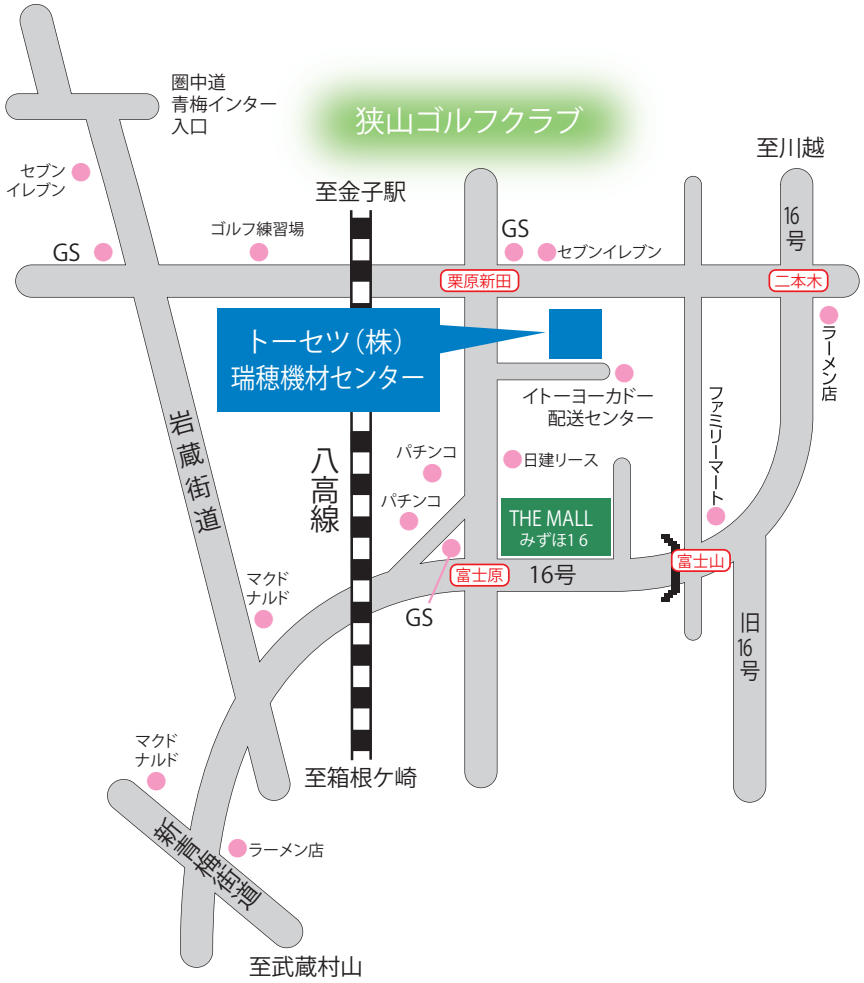 圏中道
青梅インター
入口
狭山ゴルフクラブ
至川越
セブン
イレブン
至金子駅
16号
GS
ゴルフ練習場
GS
セブンイレブン
栗原新田
二本木
トーセツ（株）
瑞穂機材センター
ラーメン店
イトーヨーカドー
配送センター
ファミリーマート
岩蔵街道
八高線
パチンコ
日建リース
パチンコ
THE MALL
みずほ16
富士山
富士原
16号
マクド
ナルド
GS
旧16号
マクド
ナルド
至箱根ケ崎
新青梅街道
ラーメン店
至武蔵村山